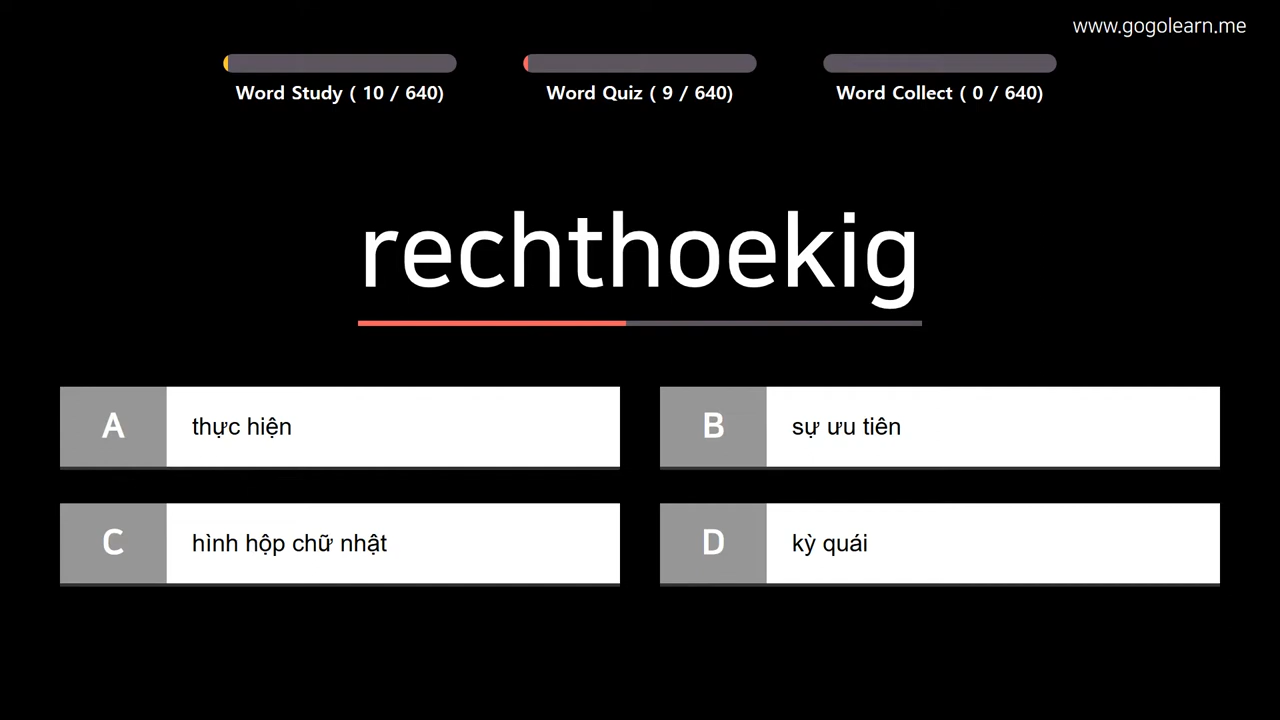 www.gogolearn.me
Word Study ( 10 / 640)
Word Quiz ( 9 / 640)
Word Collect ( 0 / 640)
rechthoekig
A thực hiện
B sự ưu tiên
C hình hộp chữ nhật
D kỳ quái